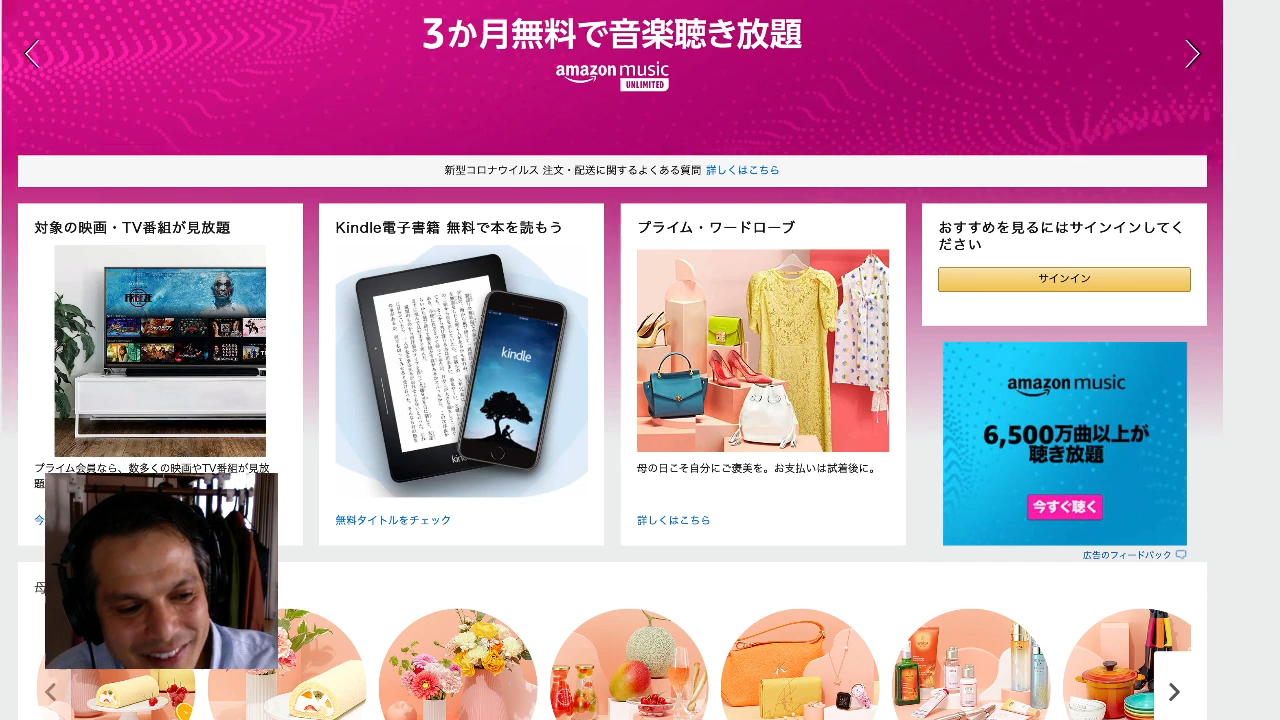 3か月無料で音楽聴き放題
amazon music
UNLIMITED
新型コロナウイルス 注文・配送に関するよくある質問 詳しくはこちら
対象の映画・TV番組が見放題
プライム会員なら、数多くの映画やTV番組が見放
題
今
Kindle電子書籍 無料で本を読もう
kindle
無料タイトルをチェック
プライム・ワードローブ
母の日こそ自分にご褒美を。お支払いは試着後に。
詳しくはこちら
おすすめを見るにはサインインしてく
ださい
サインイン
amazon music
6,500万曲以上が
聴き放題
今すぐ聴く
広告のフィードバック
母